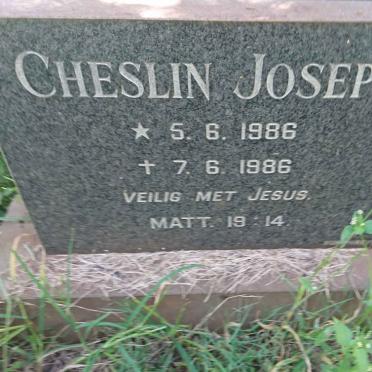 CHESLIN JOSEP
★ 5. 6. 1986
✝ 7. 6. 1986
VEILIG MET JESUS.
MATT. 19:14.